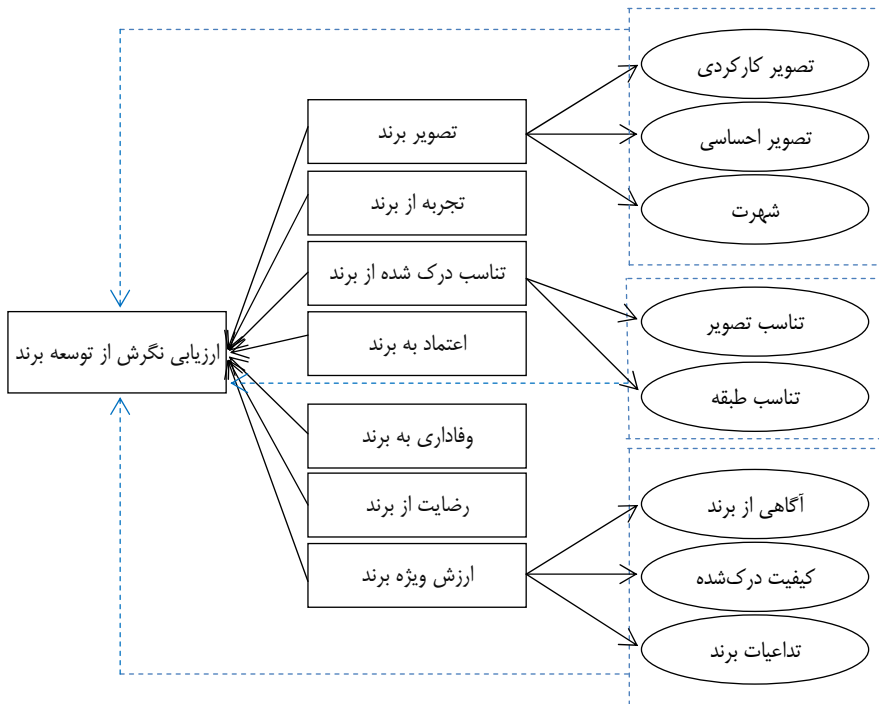 تصویر کارکردی
تصویر احساسی
شهرت
تصویر برند
تجربه از برند
تناسب درک شده از برند
اعتماد به برند
وفاداری به برند
رضایت از برند
ارزش ویژه برند
تناسب تصویر
تناسب طبقه
آگاهی از برند
کیفیت درک‌شده
تداعیات برند
ارزیابی نگرش از توسعه برند